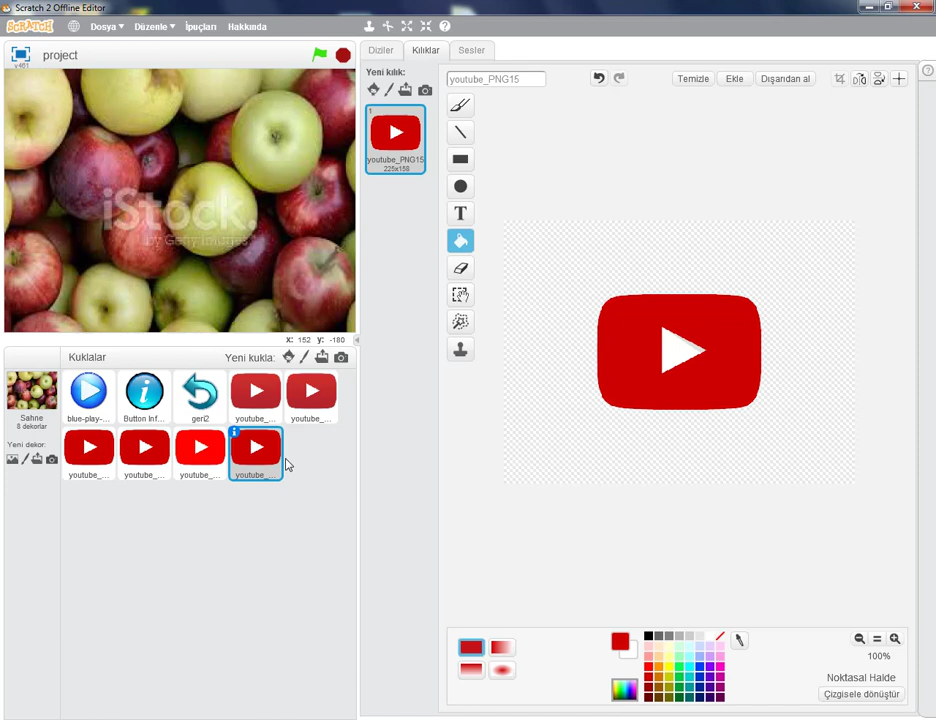 Scratch 2 Offline Editor
SCRATCH Dosya Düzenle İpuçları Hakkında
v461 project
Diziler Kılıklar Sesler
Yeni kılık:
1
youtube_PNG15
225x158
youtube_PNG15
Temizle Ekle Dışarıdan al
iStock.
by Getty Images
x: 152 y: -180
Kuklalar Yeni kukla:
Sahne
8 dekorlar
Yeni dekor:
blue-play-... Button Inf... geri2 youtube_... youtube_...
youtube_... youtube_... youtube_... youtube_...
100%
Noktasal Halde
Çizgisele dönüştür